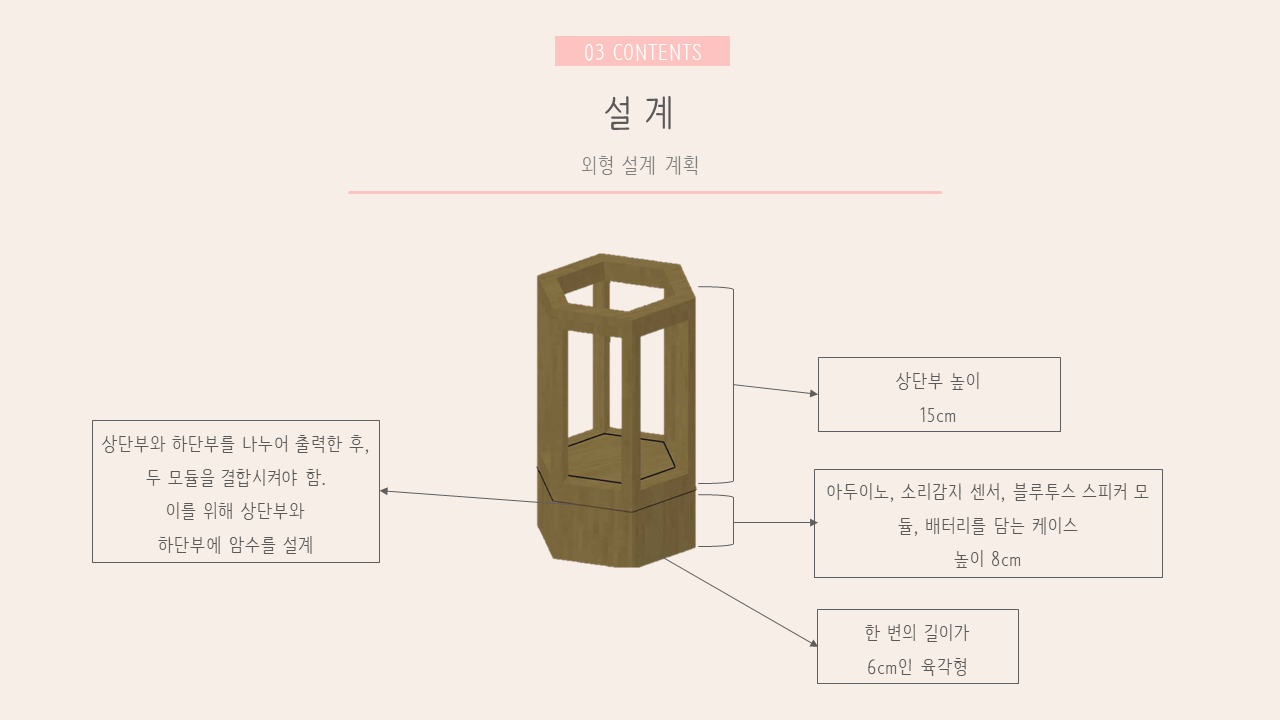 03 CONTENTS
설 계
외형 설계 계획
상단부 높이
15cm
상단부와 하단부를 나누어 출력한 후,
두 모듈을 결합시켜야 함.
이를 위해 상단부와
하단부에 암수를 설계
아두이노, 소리감지 센서, 블루투스 스피커 모
듈, 배터리를 담는 케이스
높이 8cm
한 변의 길이가
6cm인 육각형